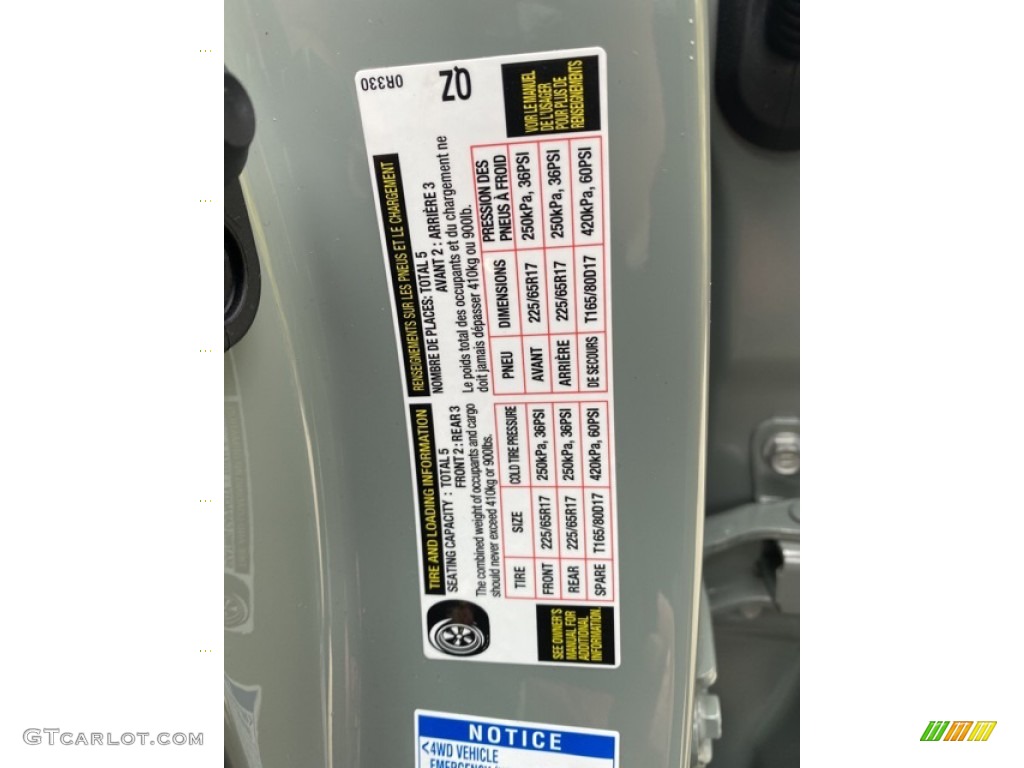 TIRE AND LOADING INFORMATION
SEATING CAPACITY : TOTAL 5
FRONT 2 : REAR 3
The combined weight of occupants and cargo
should never exceed 410kg or 900lbs.
TIRE SIZE COLD TIRE PRESSURE
FRONT 225/65R17 250kPa, 36PSI
REAR 225/65R17 250kPa, 36PSI
SPARE T165/80D17 420kPa, 60PSI
SEE OWNER'S
MANUAL FOR
ADDITIONAL
INFORMATION.
RENSEIGNEMENTS SUR LES PNEUS ET LE CHARGEMENT
NOMBRE DE PLACES: TOTAL 5
AVANT 2 : ARRIÈRE 3
Le poids total des occupants et du chargement ne
doit jamais dépasser 410kg ou 900lb.
PNEU DIMENSIONS PRESSION DES
PNEUS À FROID
AVANT 225/65R17 250kPa, 36PSI
ARRIÈRE 225/65R17 250kPa, 36PSI
DE SECOURS T165/80D17 420kPa, 60PSI
VOIR LE MANUEL
DE L'USAGER
POUR PLUS DE
RENSEIGNEMENTS
0R330
ZQ
NOTICE
<4WD VEHICLE
GTCARLOT.COM